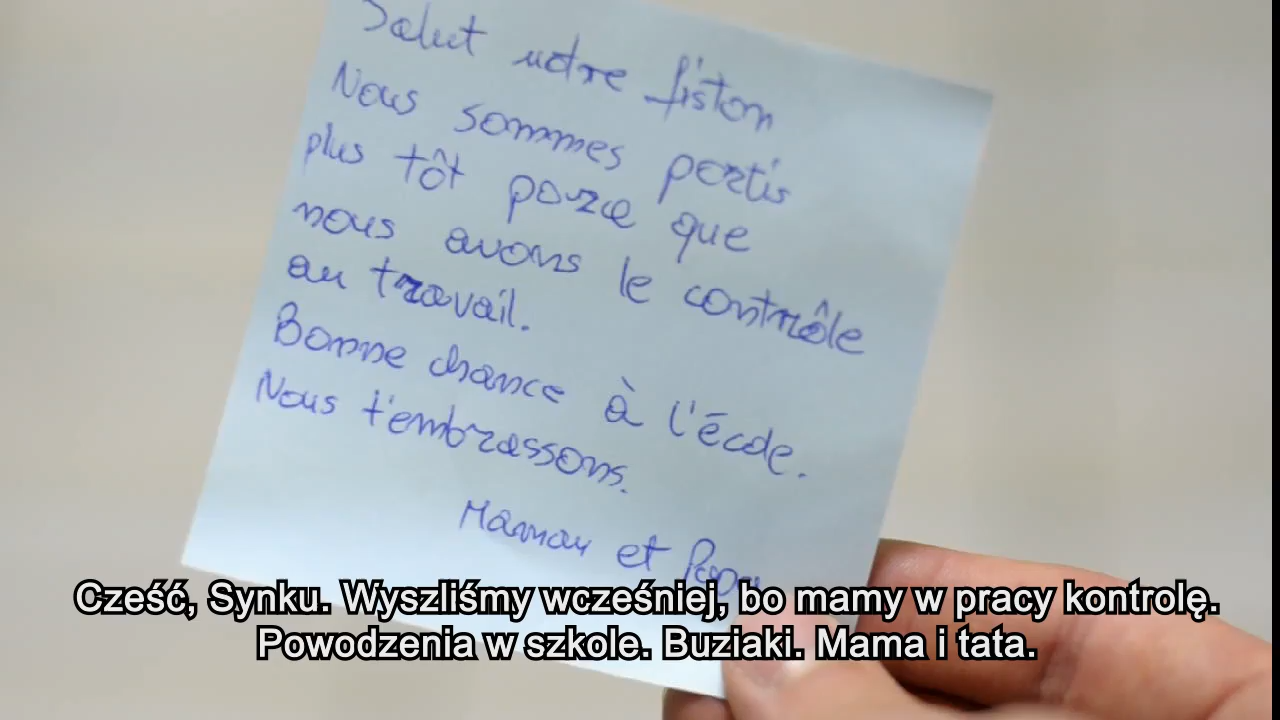 Salut notre fiston
Nous sommes partis
plus tôt parce que
nous avons le contrôle
au travail.
Bonne chance à l'école.
Nous t'embrassons.
Maman et Papa
Cześć, Synku. Wyszliśmy wcześniej, bo mamy w pracy kontrolę.
Powodzenia w szkole. Buziaki. Mama i tata.